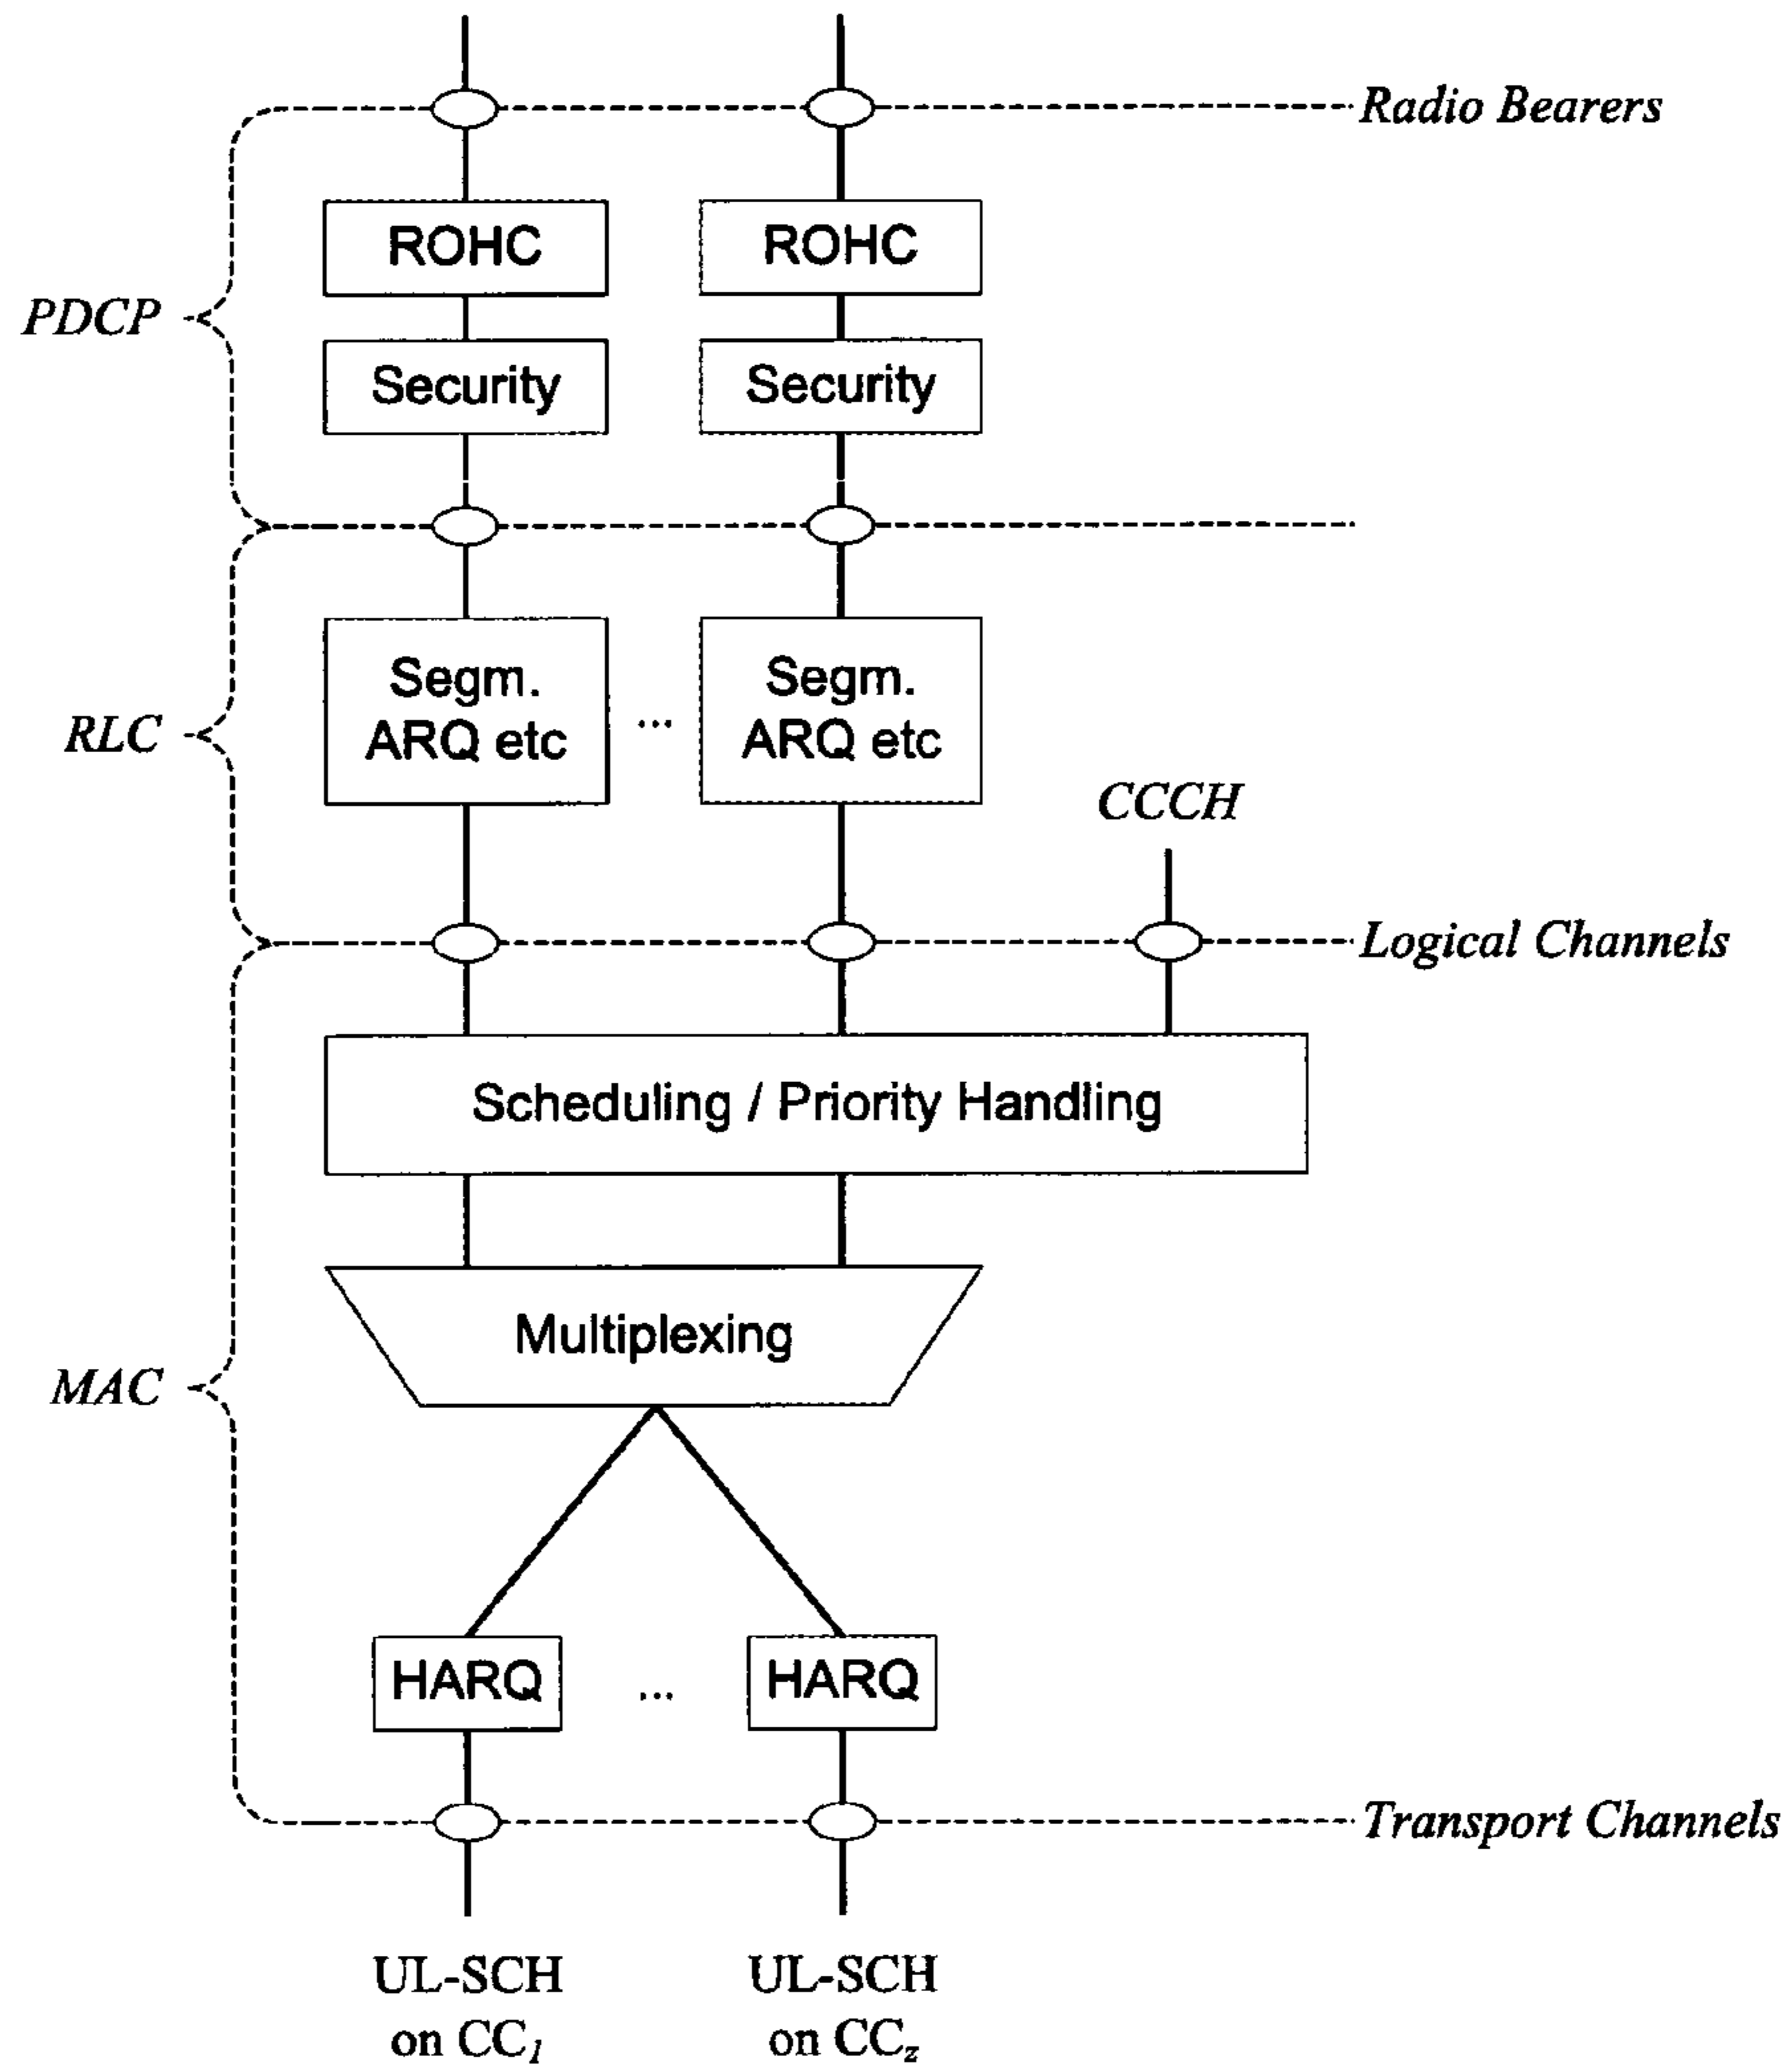 Radio Bearers
ROHC
ROHC
PDCP
Security
Security
Segm.
ARQ etc
...
Segm.
ARQ etc
RLC
CCCH
Logical Channels
Scheduling / Priority Handling
Multiplexing
MAC
HARQ
...
HARQ
Transport Channels
UL-SCH
on CC1
UL-SCH
on CCz